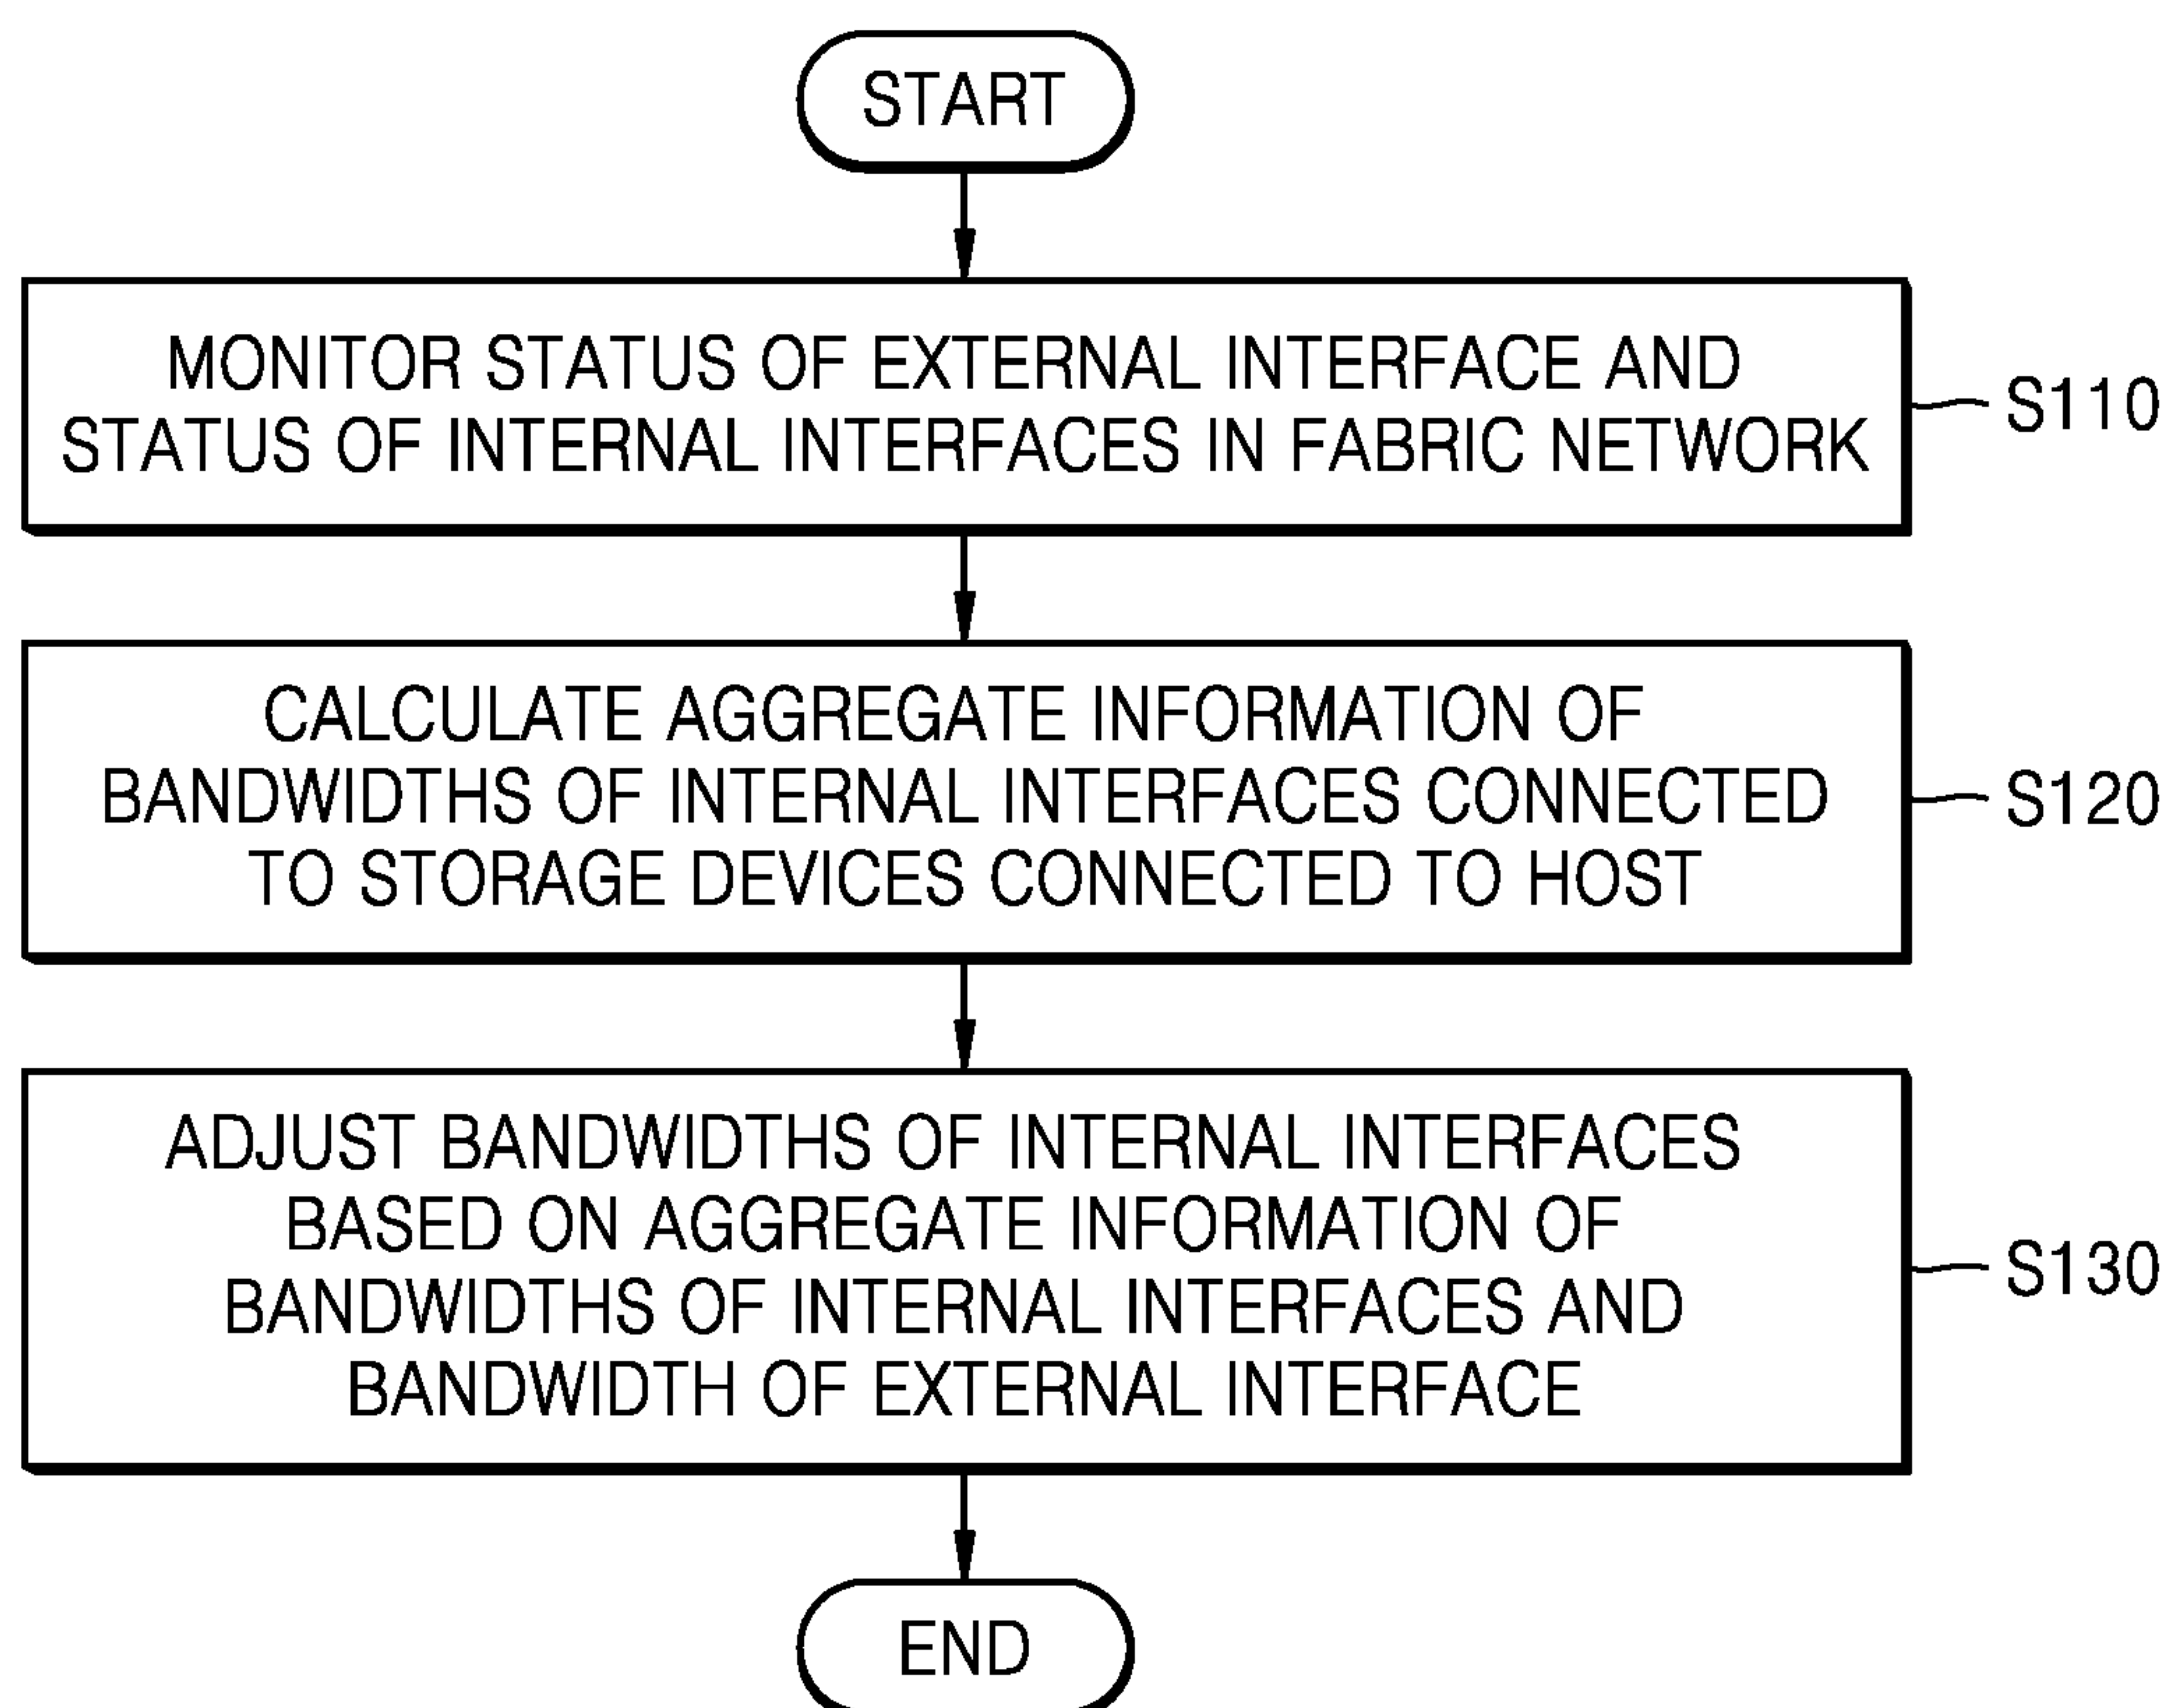 START
MONITOR STATUS OF EXTERNAL INTERFACE AND
STATUS OF INTERNAL INTERFACES IN FABRIC NETWORK
S110
CALCULATE AGGREGATE INFORMATION OF
BANDWIDTHS OF INTERNAL INTERFACES CONNECTED
TO STORAGE DEVICES CONNECTED TO HOST
S120
ADJUST BANDWIDTHS OF INTERNAL INTERFACES
BASED ON AGGREGATE INFORMATION OF
BANDWIDTHS OF INTERNAL INTERFACES AND
BANDWIDTH OF EXTERNAL INTERFACE
S130
END